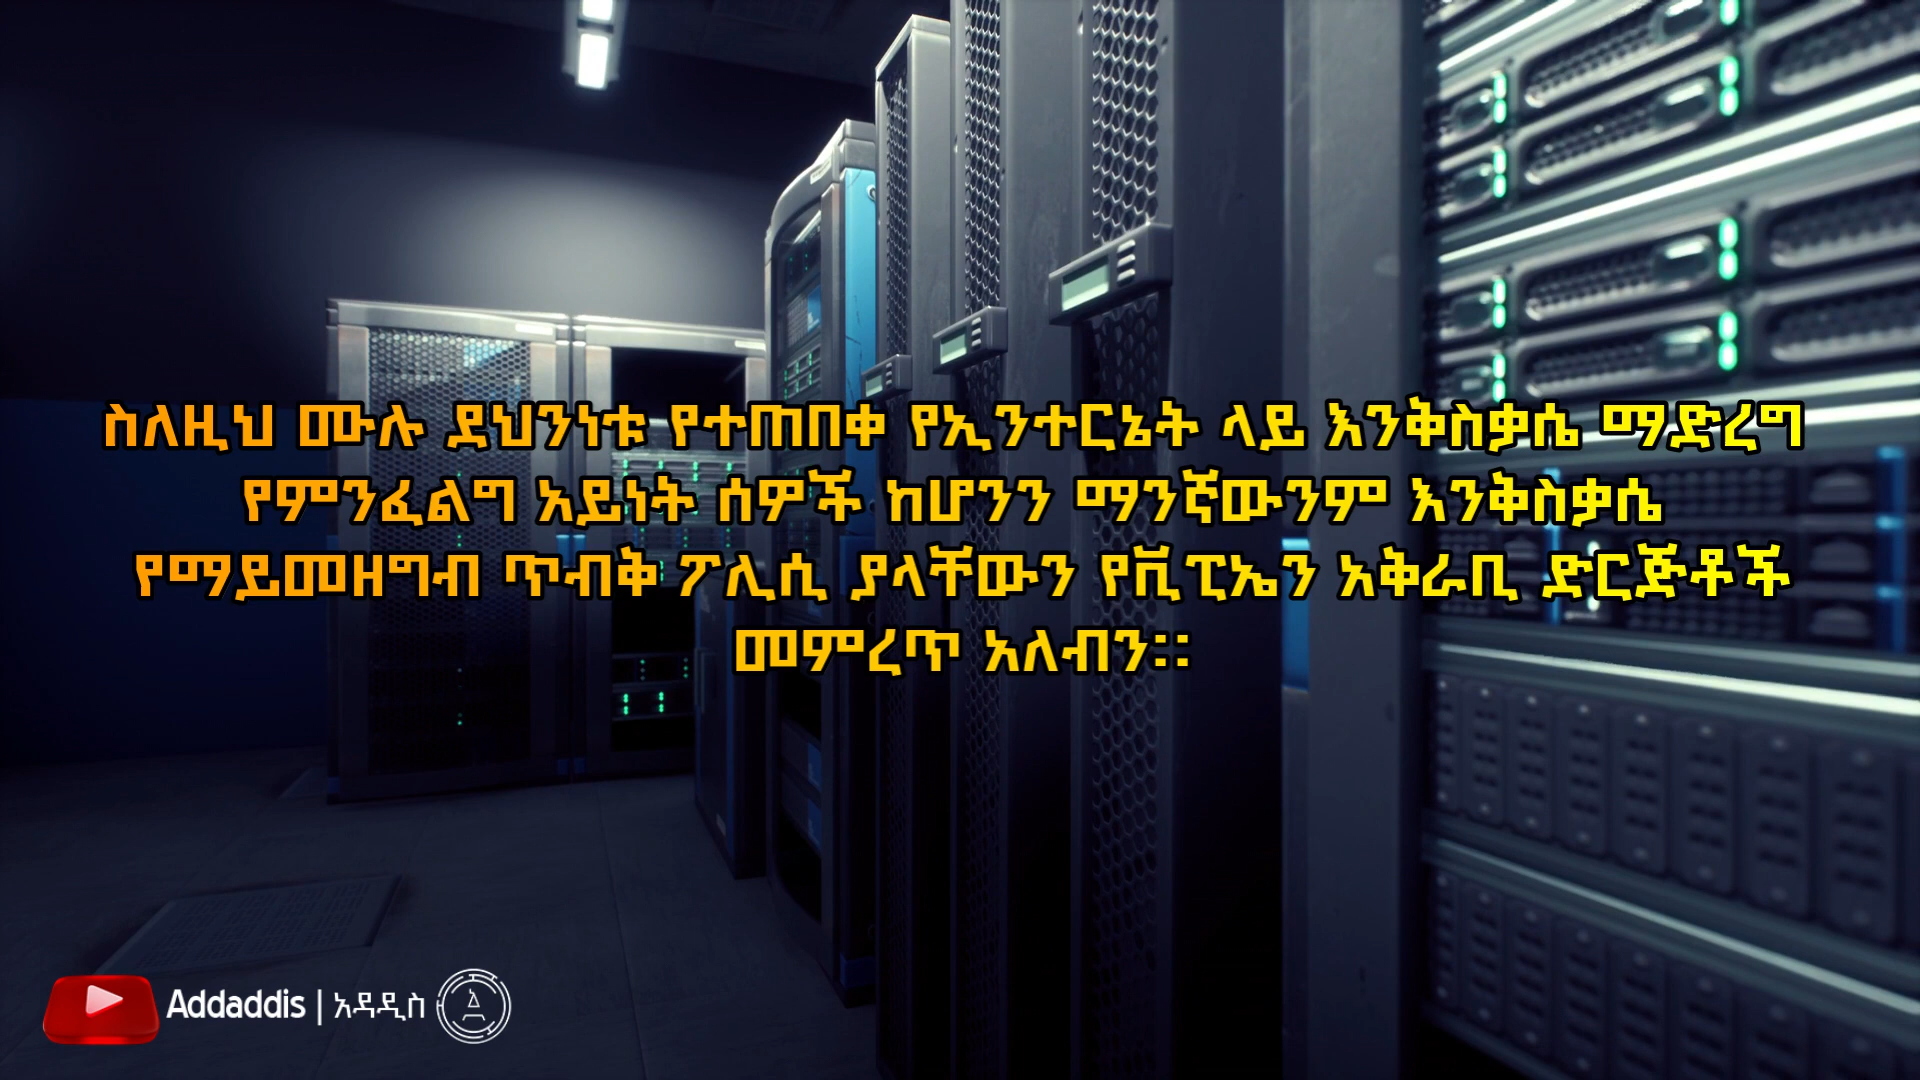 ስለዚህ ሙሉ ደህንነቱ የተጠበቀ የኢንተርኔት ላይ እንቅስቃሴ ማድረግ
የምንፈልግ አይነት ሰዎች ከሆንን ማንኛውንም እንቅስቃሴ
የማይመዘግብ ጥብቅ ፖሊሲ ያላቸውን የቪፒኤን አቅራቢ ድርጅቶች
መምረጥ አለብን።
Addaddis | አዳዲስ